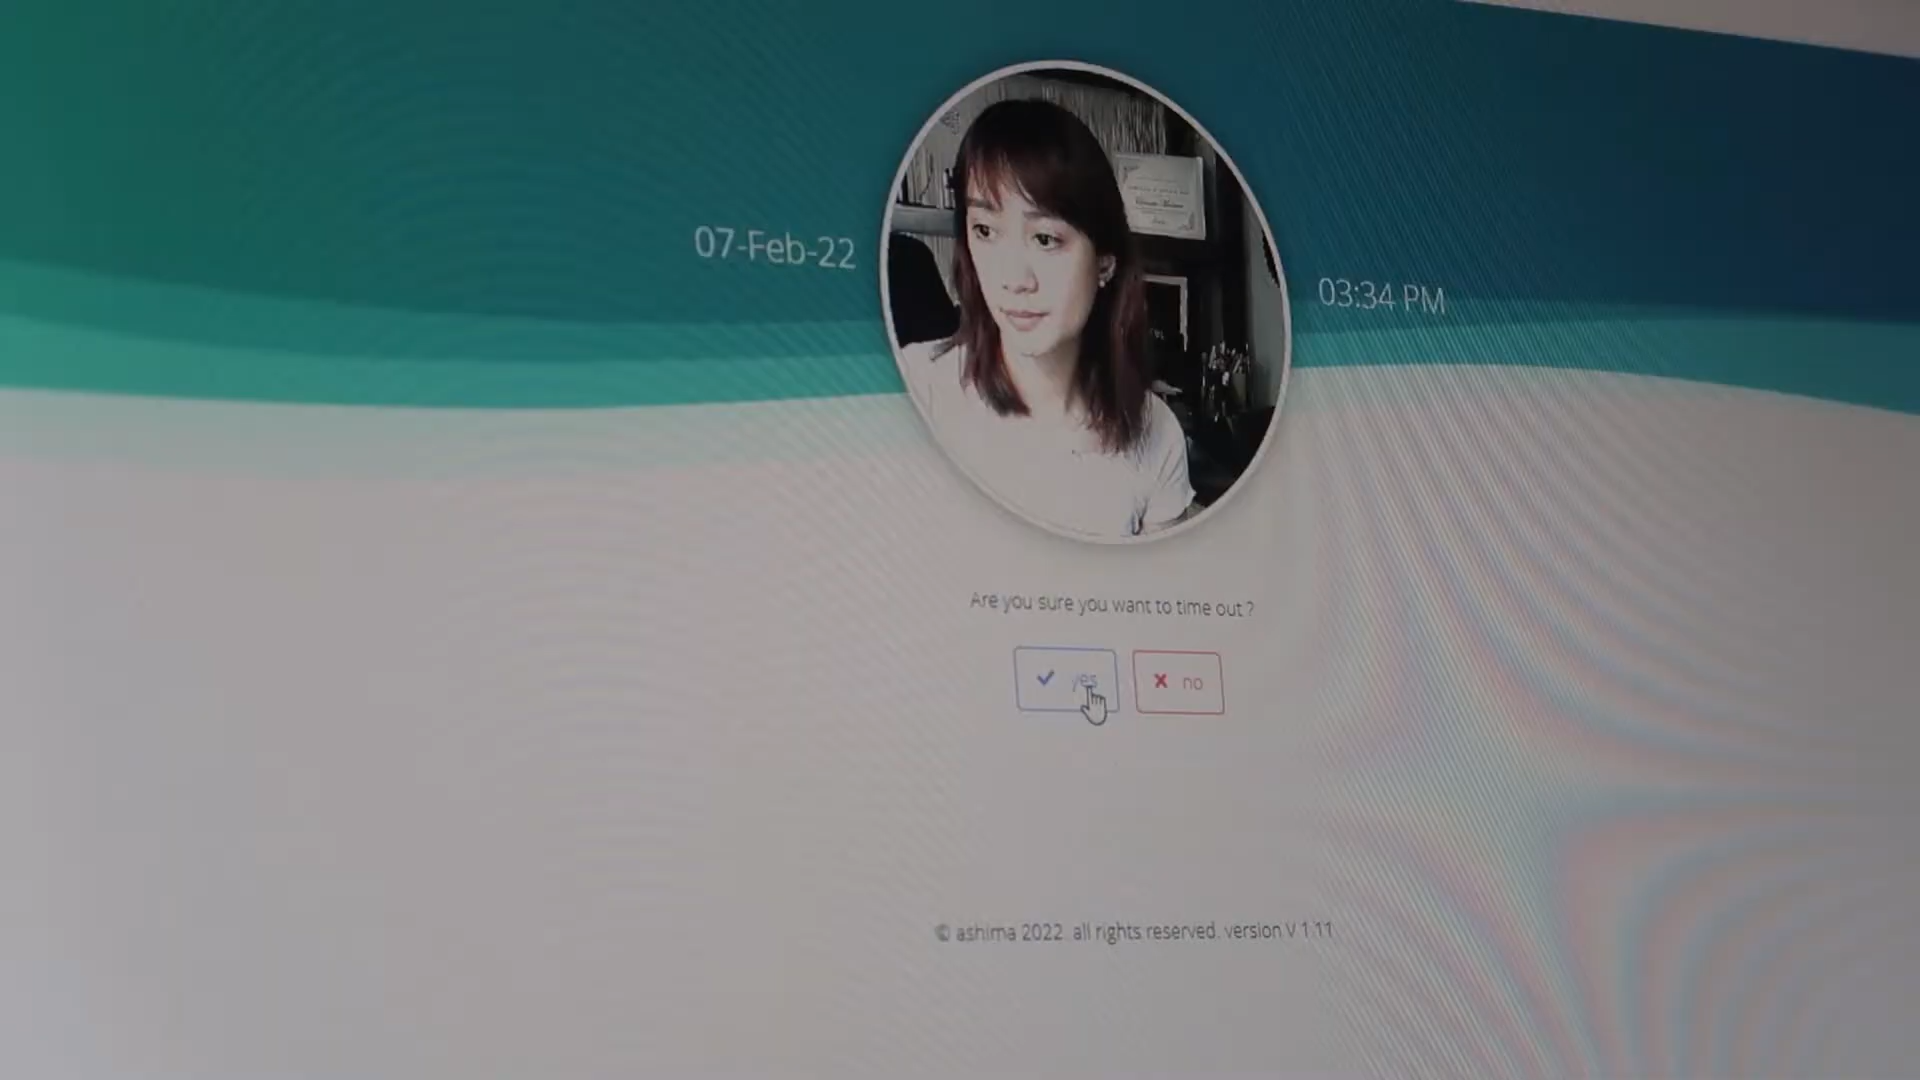 07-Feb-22
03:34 PM
Are you sure you want to time out ?
yes
no
© ashima 2022. all rights reserved. version V 1.11